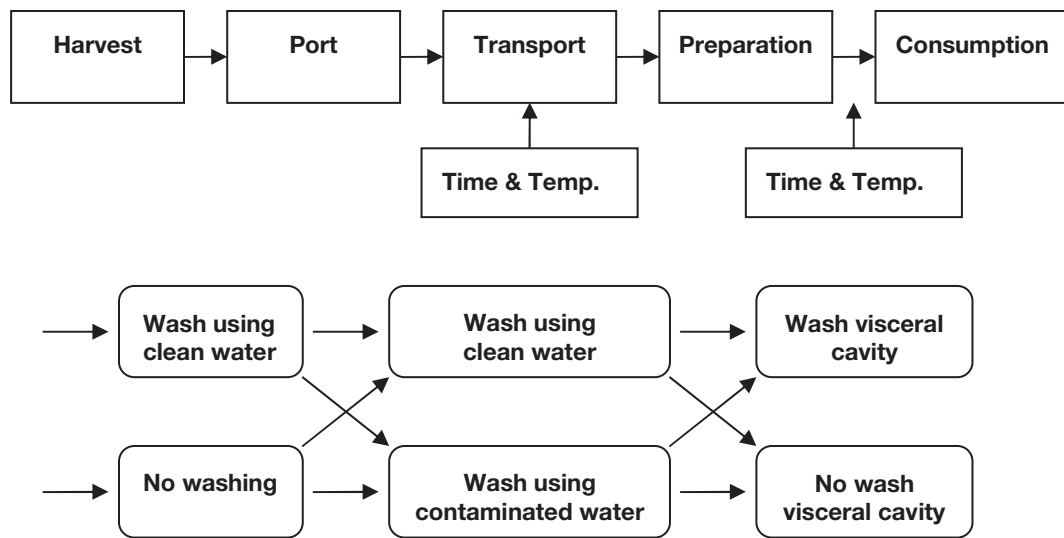 Harvest
Port
Transport
Preparation
Consumption
Time & Temp.
Time & Temp.
Wash using
clean water
Wash using
clean water
Wash visceral
cavity
No washing
Wash using
contaminated water
No wash
visceral cavity